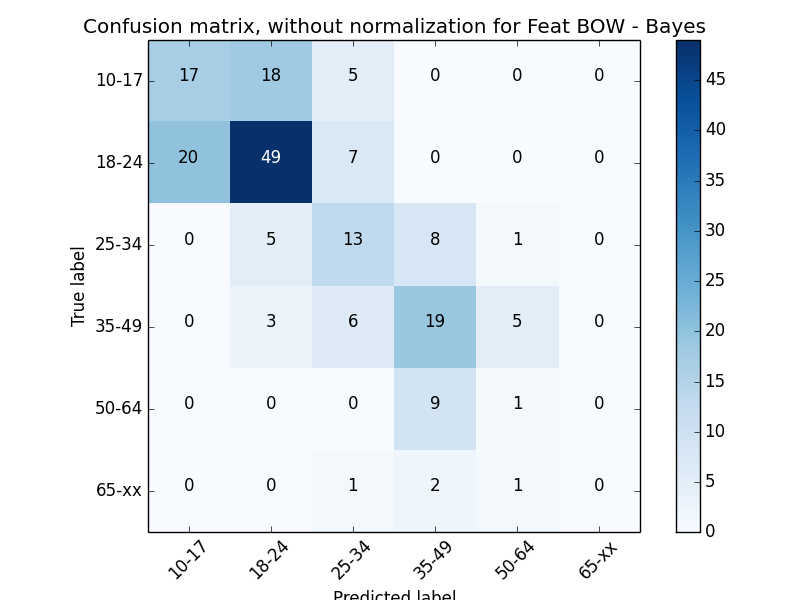 Confusion matrix, without normalization for Feat BOW - Bayes
10-17 17 18 5 0 0 0
18-24 20 49 7 0 0 0
25-34 0 5 13 8 1 0
35-49 0 3 6 19 5 0
50-64 0 0 0 9 1 0
65-xx 0 0 1 2 1 0
True label
10-17 18-24 25-34 35-49 50-64 65-xx
Predicted label
45
40
35
30
25
20
15
10
5
0